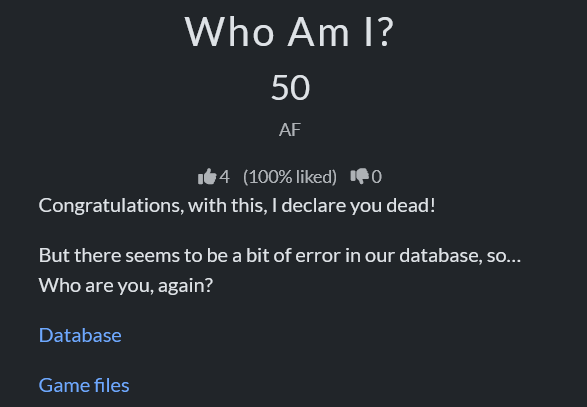 Who Am I?
50
AF
4 (100% liked) 0
Congratulations, with this, I declare you dead!
But there seems to be a bit of error in our database, so...
Who are you, again?
Database
Game files